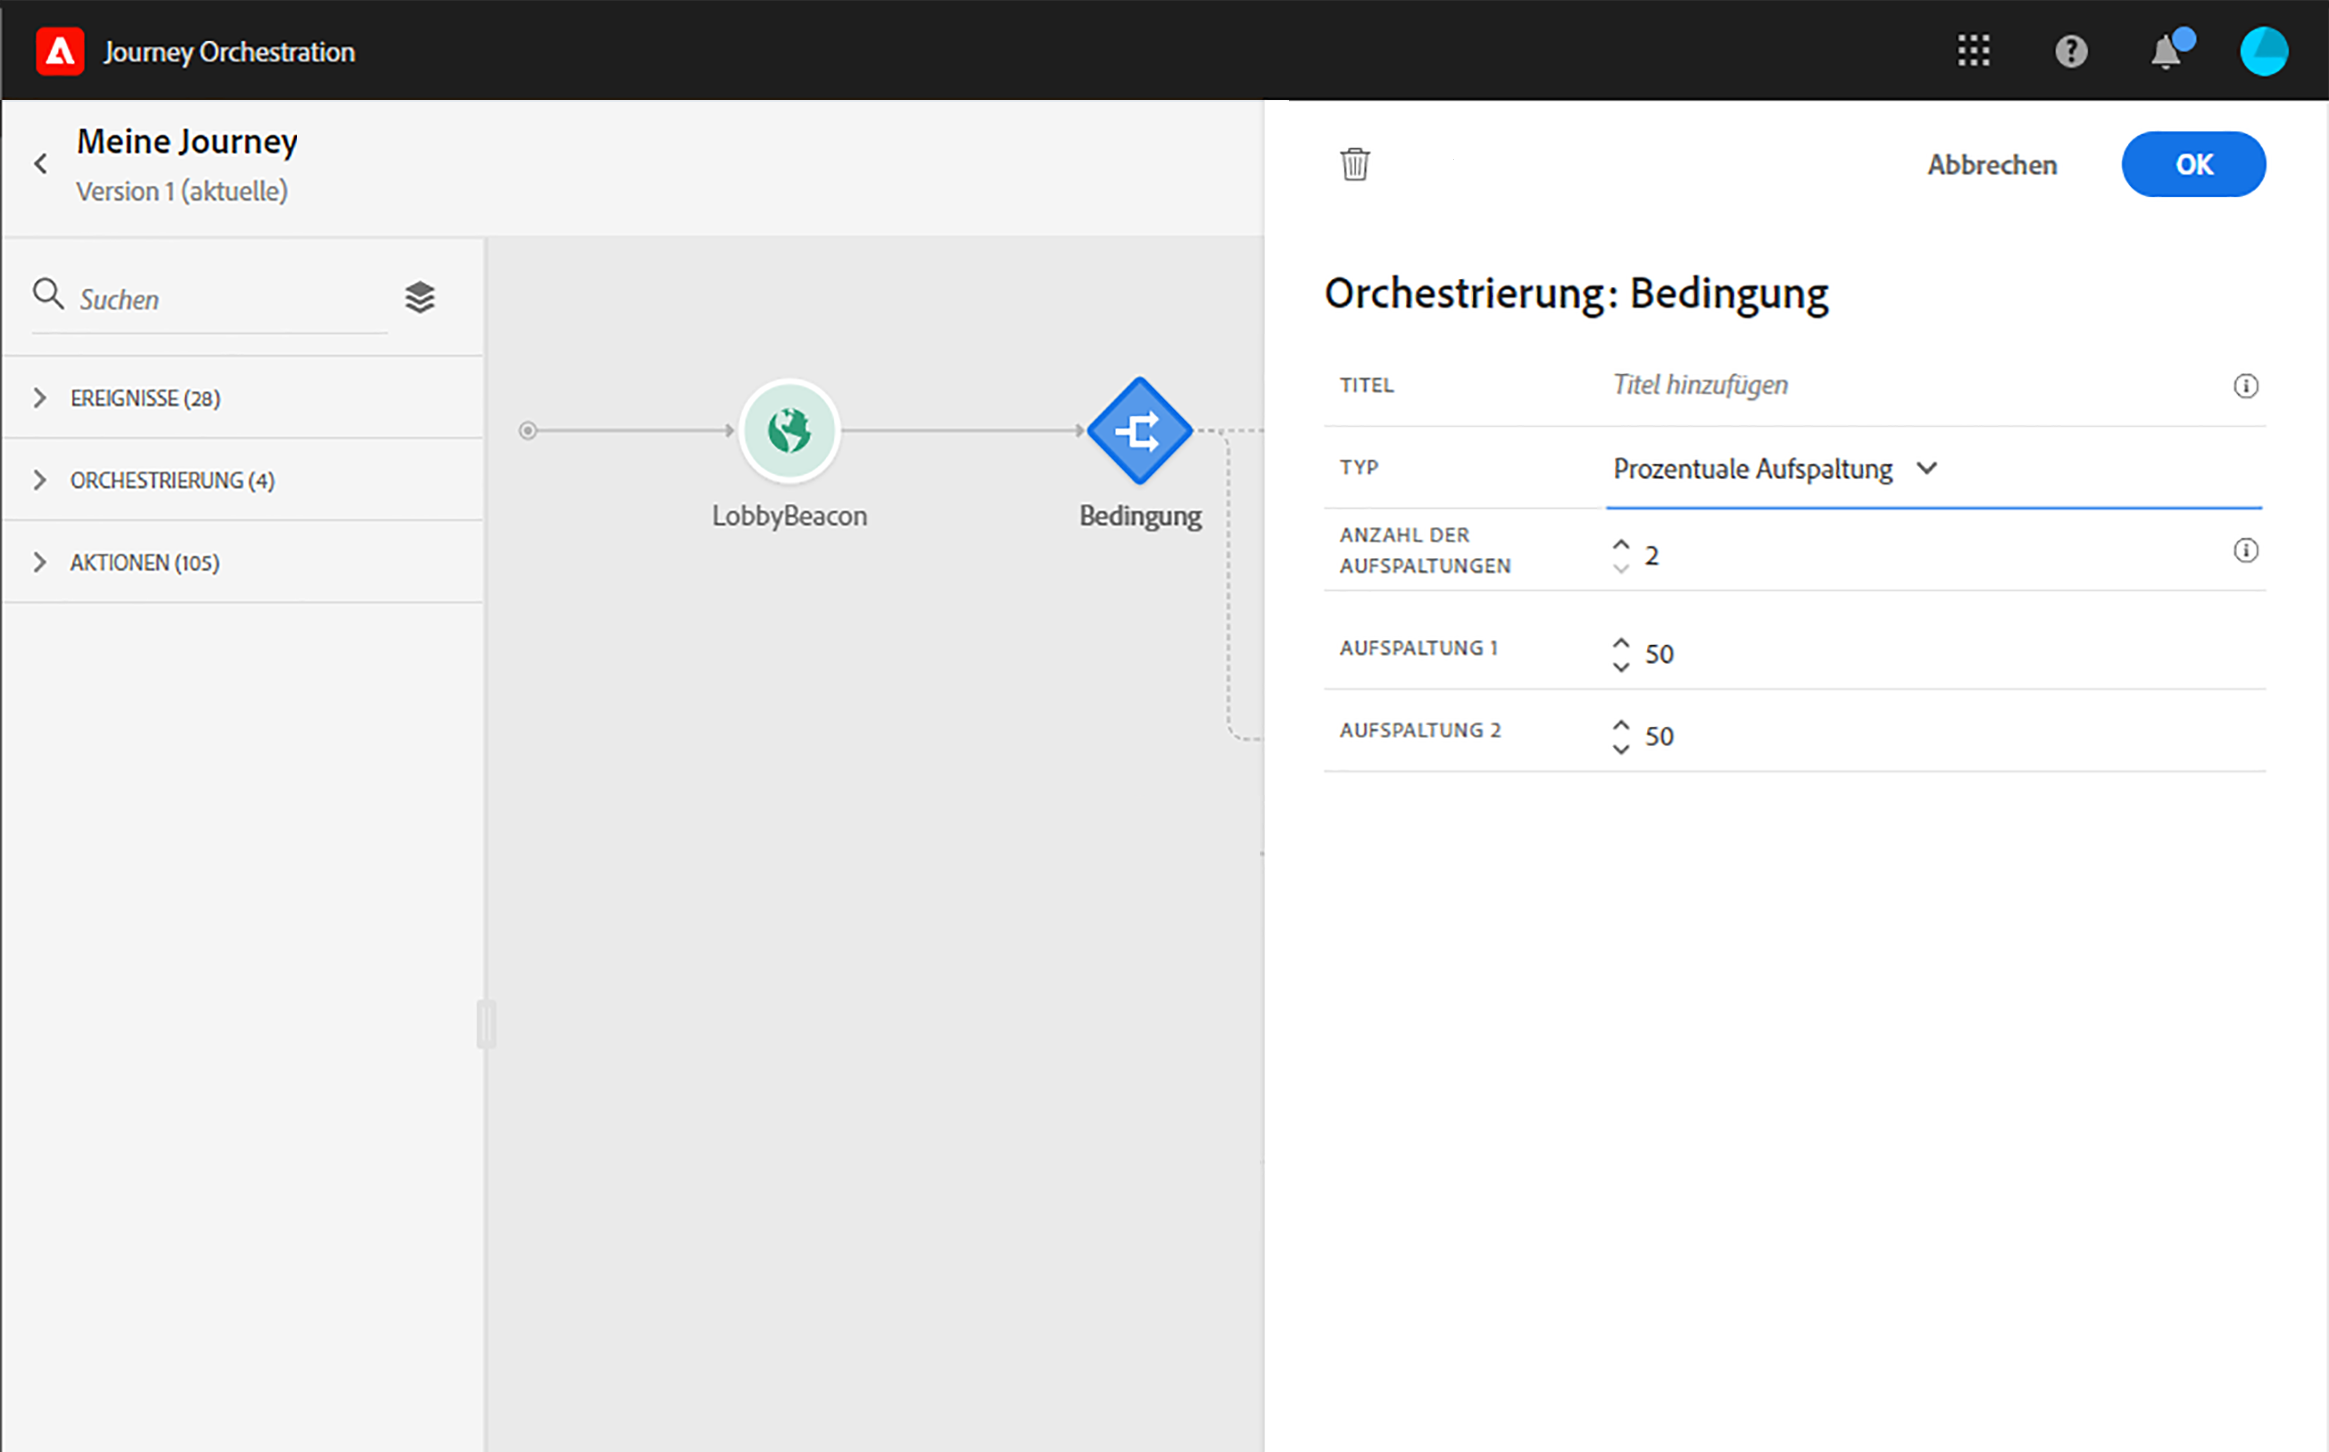 Journey Orchestration
Meine Journey
Version 1 (aktuelle)
Suchen
EREIGNISSE (28)
ORCHESTRIERUNG (4)
AKTIONEN (105)
LobbyBeacon
Bedingung
Abbrechen
OK
Orchestrierung: Bedingung
TITEL
Titel hinzufügen
TYP
Prozentuale Aufspaltung
ANZAHL DER
AUFSPALTUNGEN
2
AUFSPALTUNG 1
50
AUFSPALTUNG 2
50